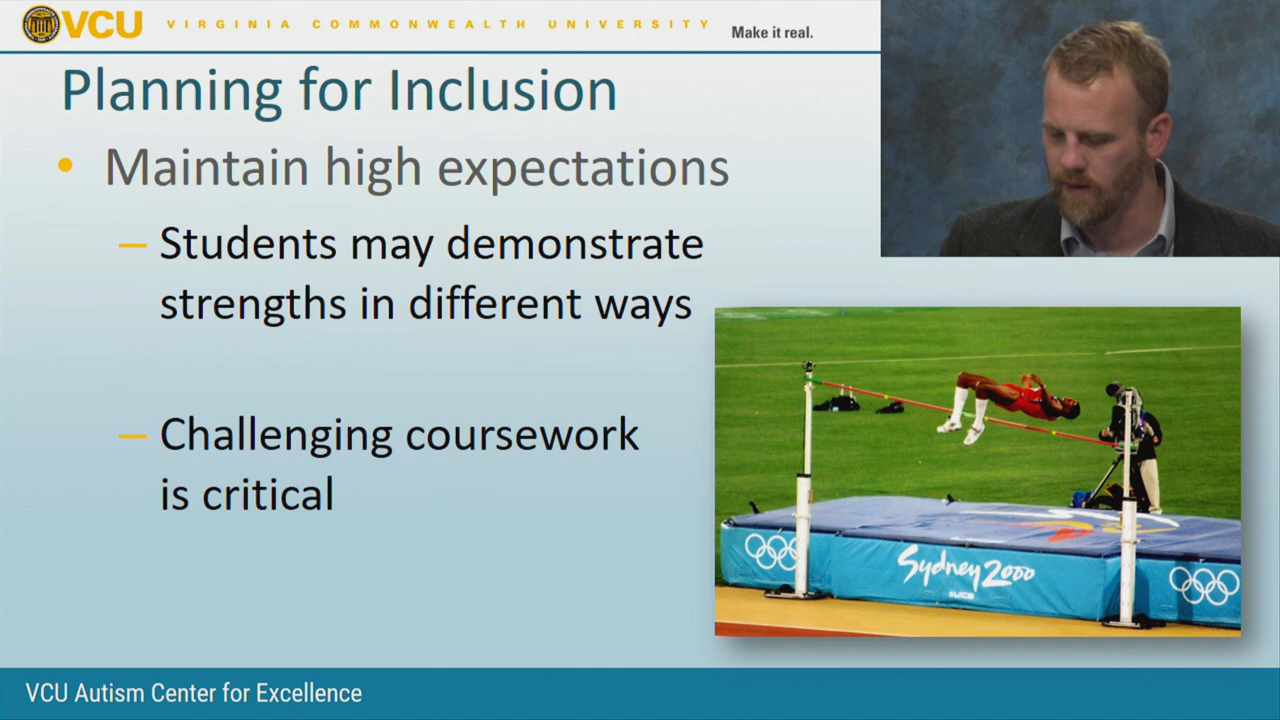 VCU VIRGINIA COMMONWEALTH UNIVERSITY Make it real.
Planning for Inclusion
• Maintain high expectations
– Students may demonstrate
strengths in different ways
– Challenging coursework
is critical
Sydney 2000
VCU Autism Center for Excellence